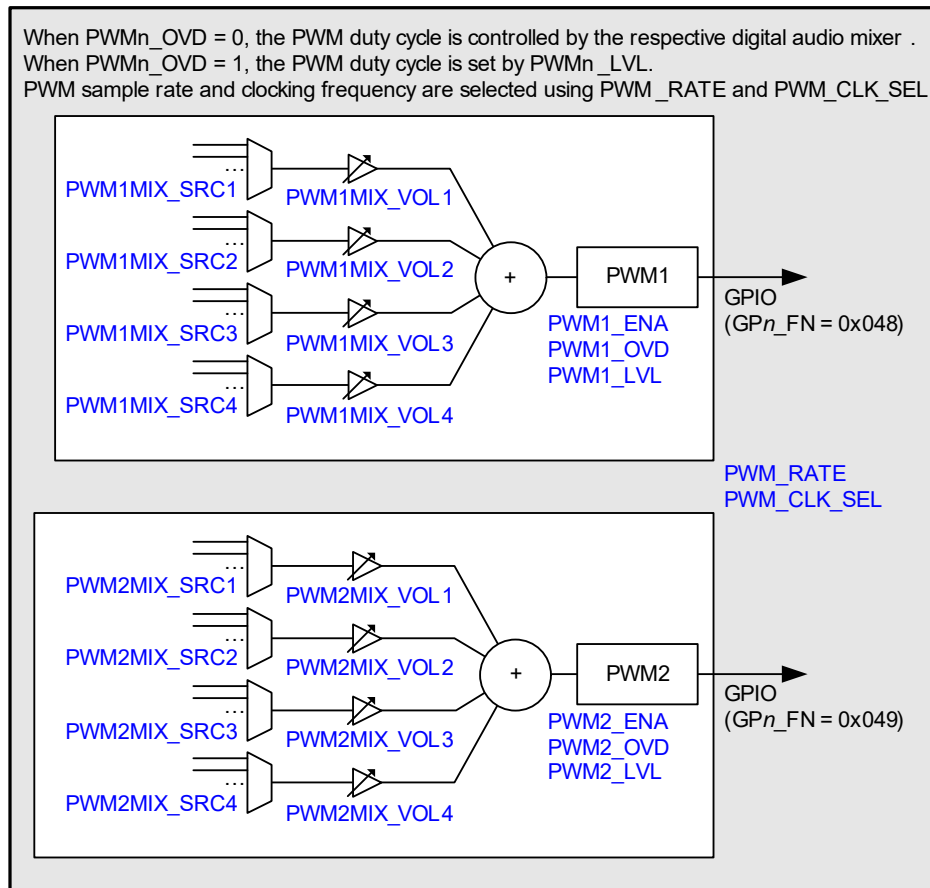 When PWMn_OVD = 0, the PWM duty cycle is controlled by the respective digital audio mixer .
When PWMn_OVD = 1, the PWM duty cycle is set by PWMn _LVL.
PWM sample rate and clocking frequency are selected using PWM _RATE and PWM_CLK_SEL
...
PWM1MIX_SRC1
PWM1MIX_VOL1
...
PWM1MIX_SRC2
PWM1MIX_VOL2
...
PWM1MIX_SRC3
PWM1MIX_VOL3
...
PWM1MIX_SRC4
PWM1MIX_VOL4
+
PWM1
PWM1_ENA
PWM1_OVD
PWM1_LVL
GPIO
(GPn_FN = 0x048)
PWM_RATE
PWM_CLK_SEL
...
PWM2MIX_SRC1
PWM2MIX_VOL1
...
PWM2MIX_SRC2
PWM2MIX_VOL2
...
PWM2MIX_SRC3
PWM2MIX_VOL3
...
PWM2MIX_SRC4
PWM2MIX_VOL4
+
PWM2
PWM2_ENA
PWM2_OVD
PWM2_LVL
GPIO
(GPn_FN = 0x049)